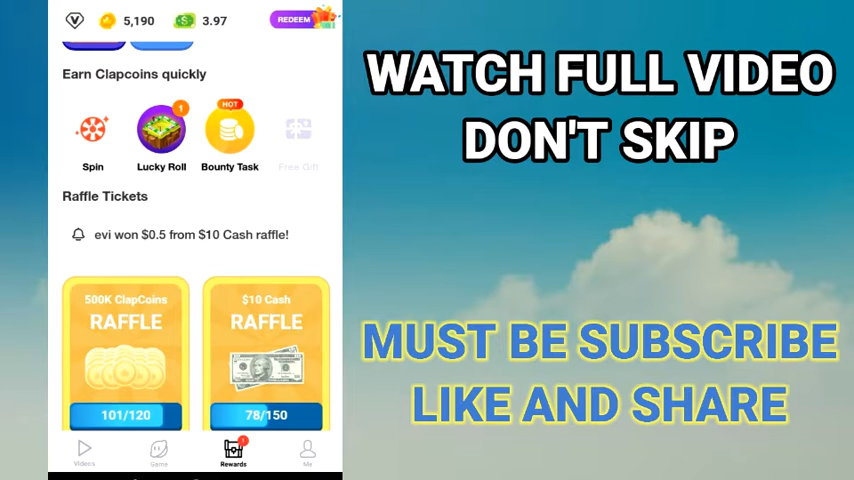 5,190
3.97
REDEEM
Earn Clapcoins quickly
1
HOT
Spin
Lucky Roll
Bounty Task
Free Gift
Raffle Tickets
evi won $0.5 from $10 Cash raffle!
500K ClapCoins
RAFFLE
101/120
$10 Cash
RAFFLE
78/150
Videos
Game
1
Rewards
Me
WATCH FULL VIDEO
DON'T SKIP
MUST BE SUBSCRIBE
LIKE AND SHARE